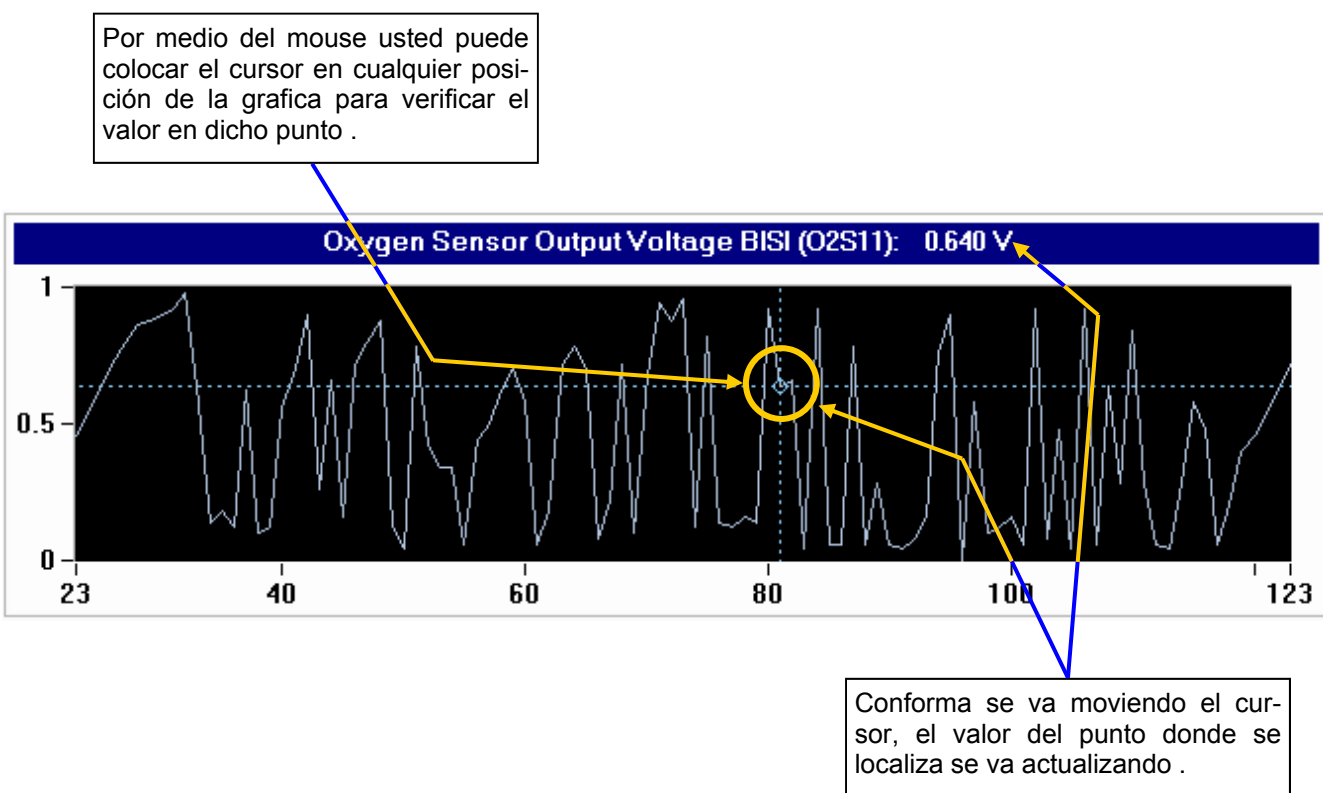 Por medio del mouse usted puede
colocar el cursor en cualquier posi-
ción de la grafica para verificar el
valor en dicho punto .
Oxygen Sensor Output Voltage BISI (O2S11): 0.640 V
1
0.5
0
23 40 60 80 100 123
Conforma se va moviendo el cur-
sor, el valor del punto donde se
localiza se va actualizando .